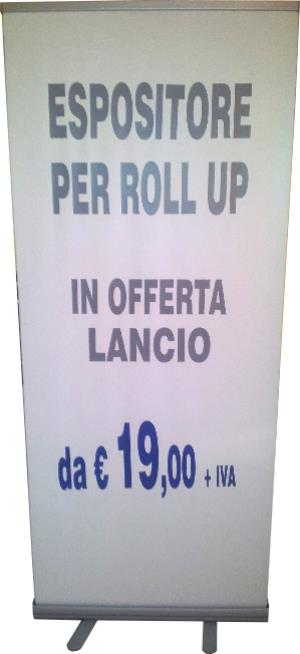 ESPOSITORE
PER ROLL UP
IN OFFERTA
LANCIO
da € 19,00 + IVA